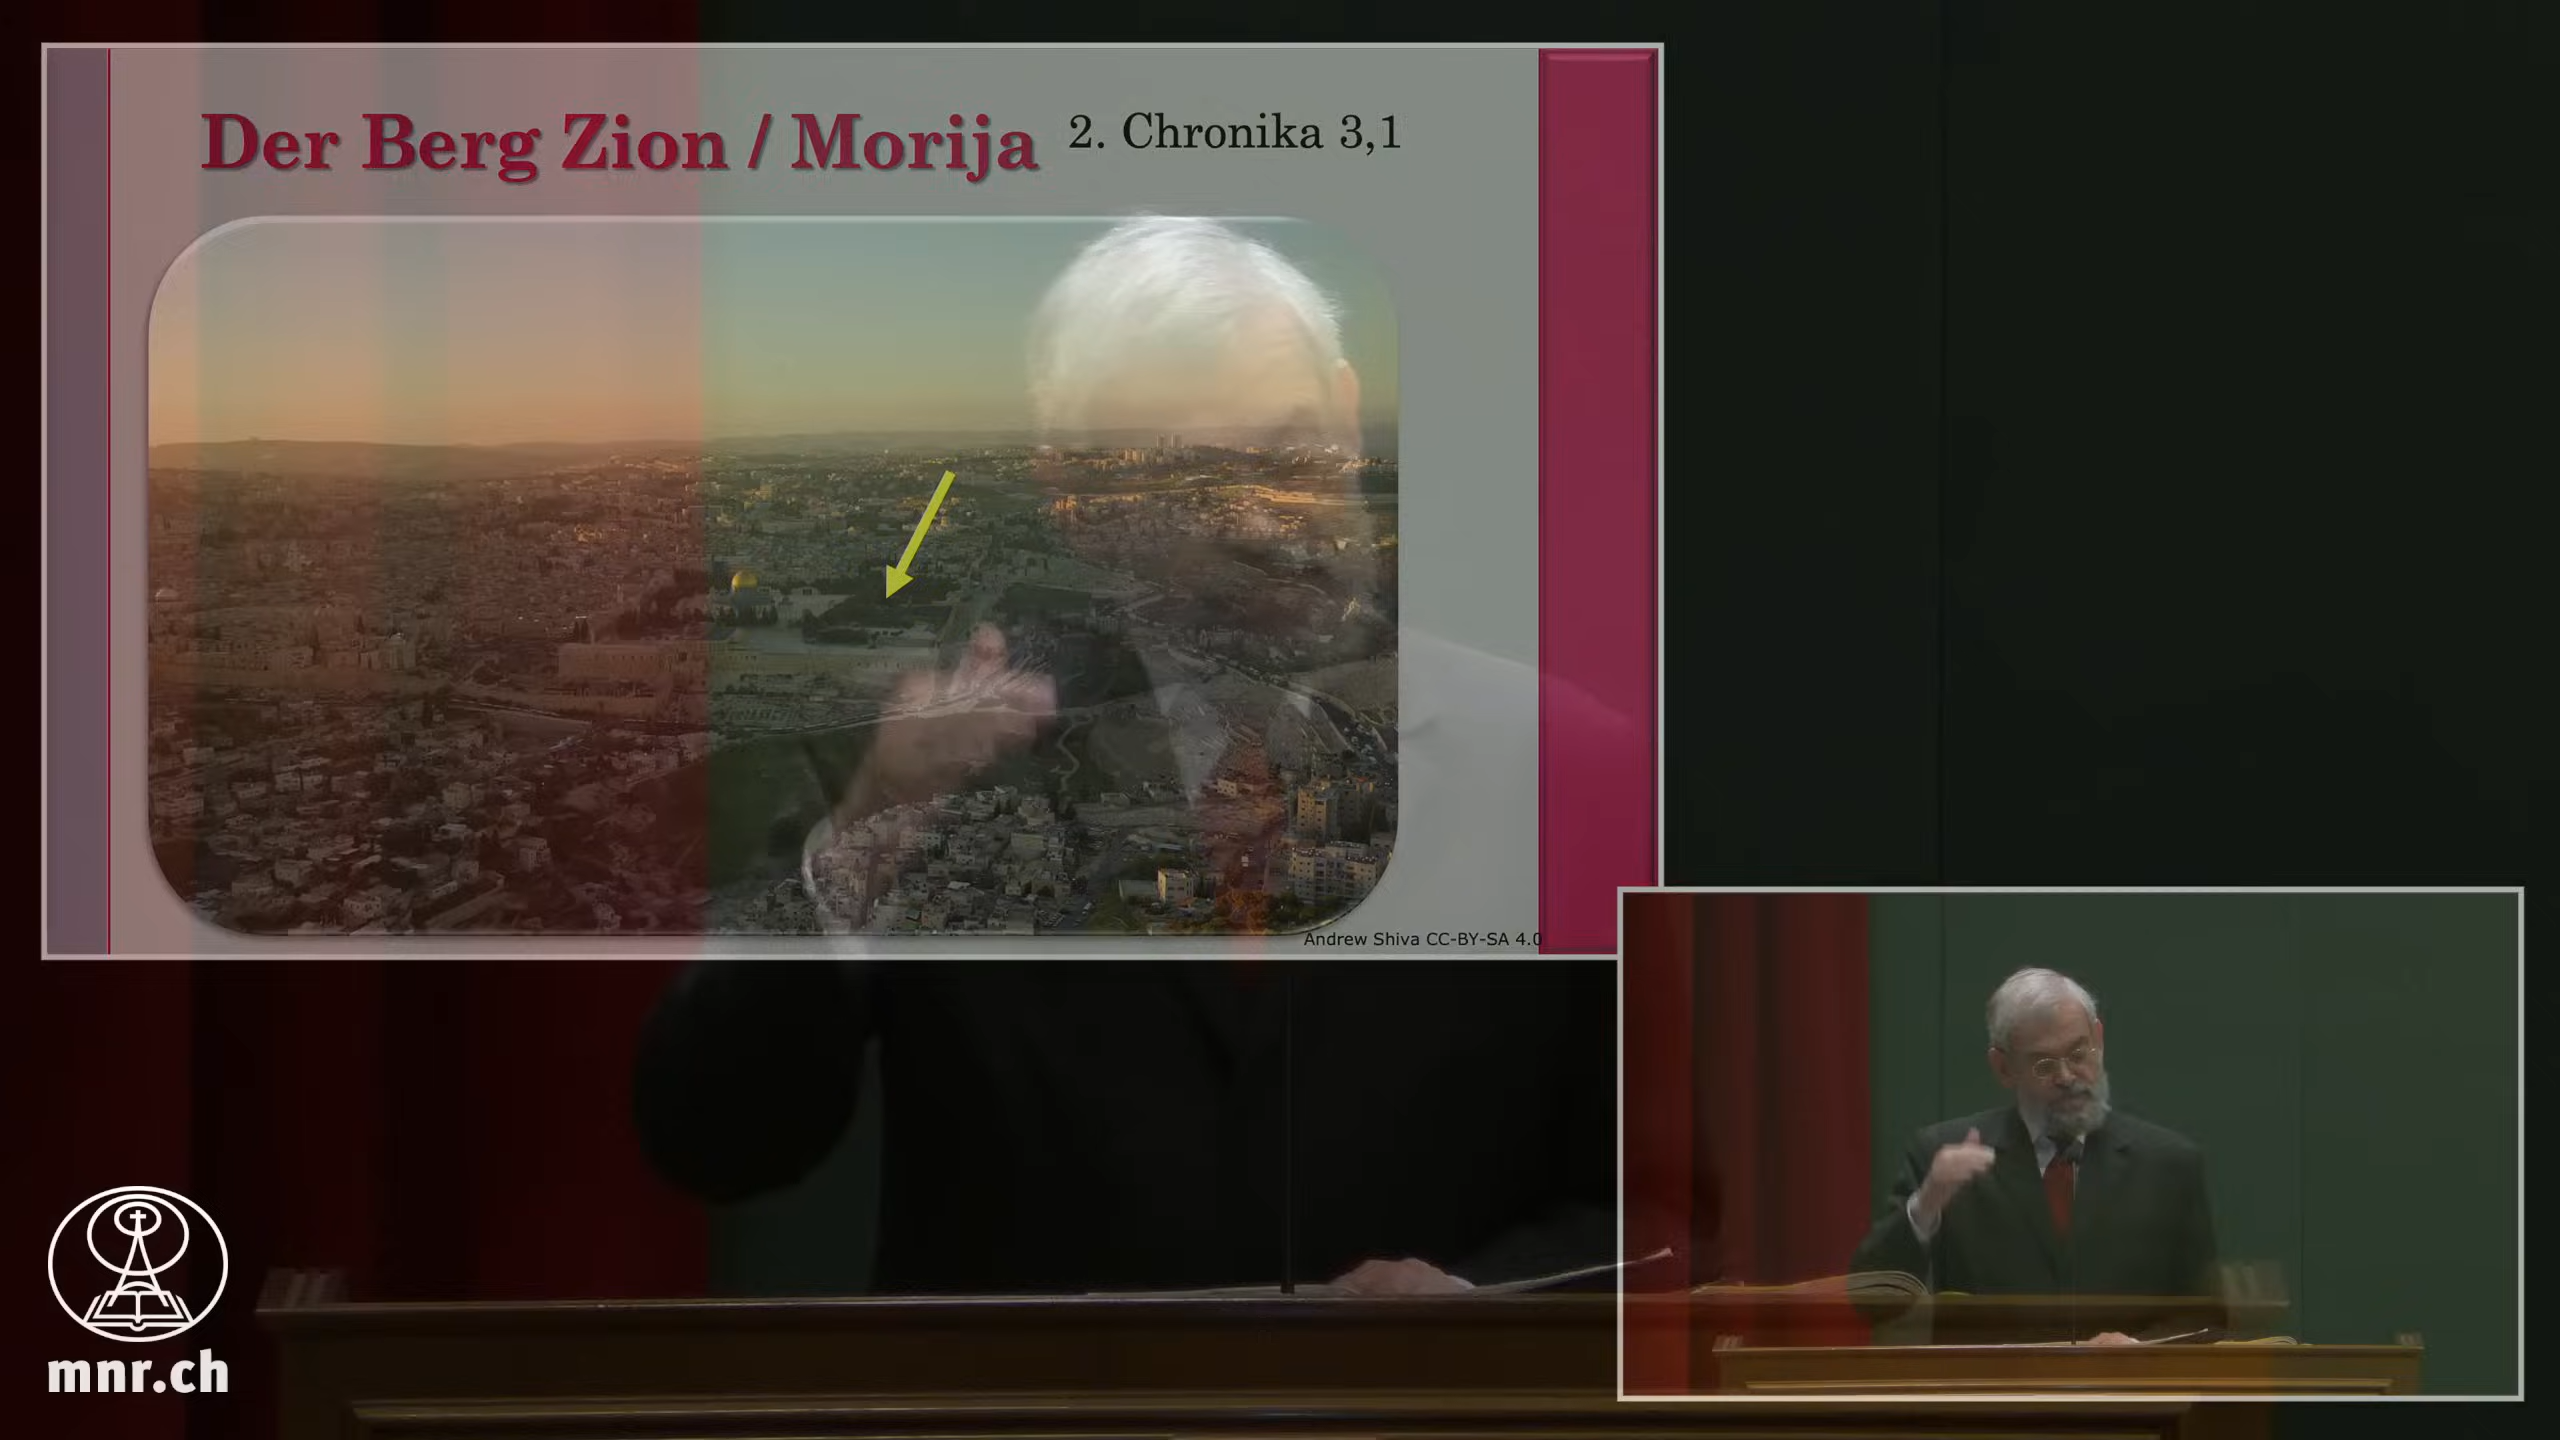 Der Berg Zion / Morija 2. Chronika 3,1
Andrew Shiva CC-BY-SA 4.0
mnr.ch